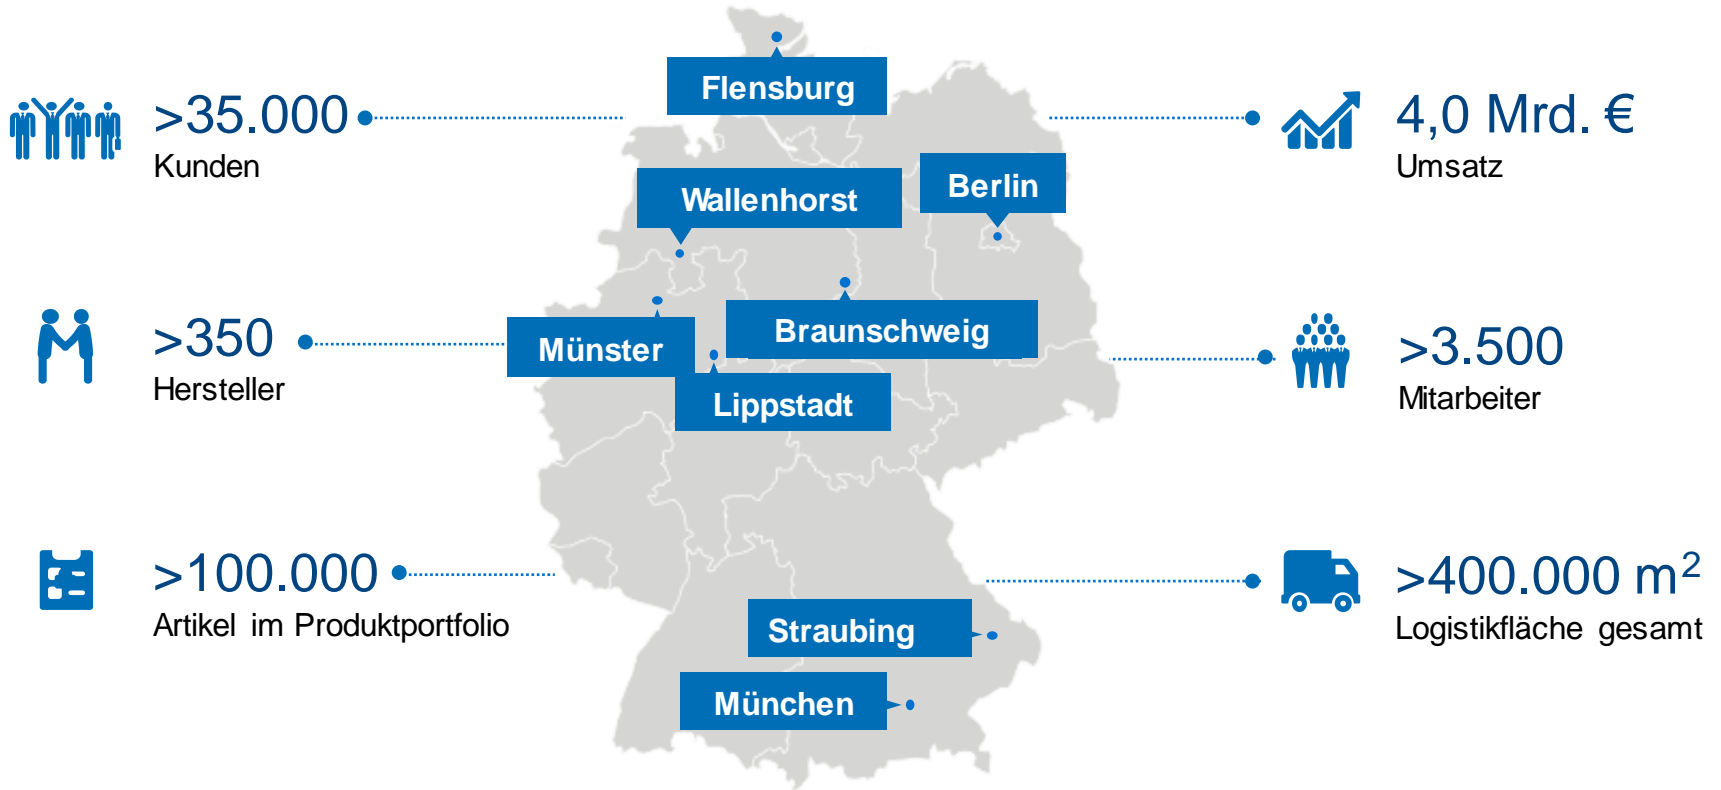 >35.000
Kunden
>350
Hersteller
>100.000
Artikel im Produktportfolio
Flensburg
Wallenhorst
Berlin
Braunschweig
Münster
Lippstadt
Straubing
München
4,0 Mrd. €
Umsatz
>3.500
Mitarbeiter
>400.000 m²
Logistikfläche gesamt